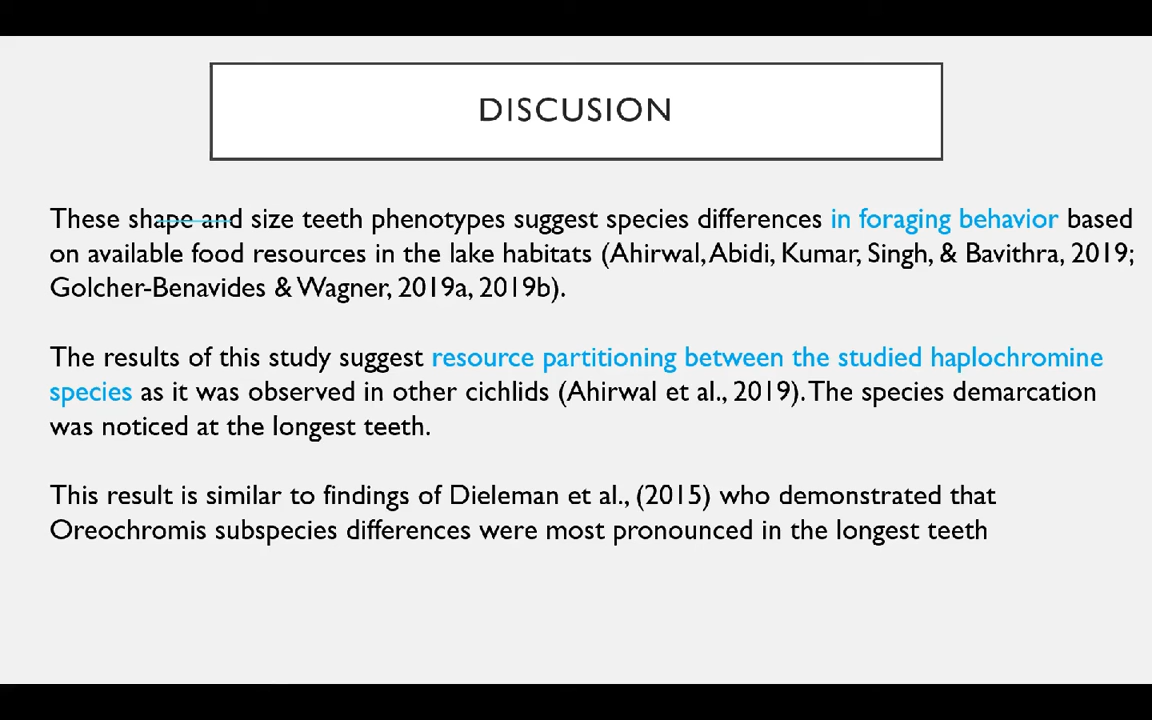 DISCUSION
These shape and size teeth phenotypes suggest species differences in foraging behavior based
on available food resources in the lake habitats (Ahirwal, Abidi, Kumar, Singh, & Bavithra, 2019;
Golcher-Benavides & Wagner, 2019a, 2019b).
The results of this study suggest resource partitioning between the studied haplochromine
species as it was observed in other cichlids (Ahirwal et al., 2019). The species demarcation
was noticed at the longest teeth.
This result is similar to findings of Dieleman et al., (2015) who demonstrated that
Oreochromis subspecies differences were most pronounced in the longest teeth